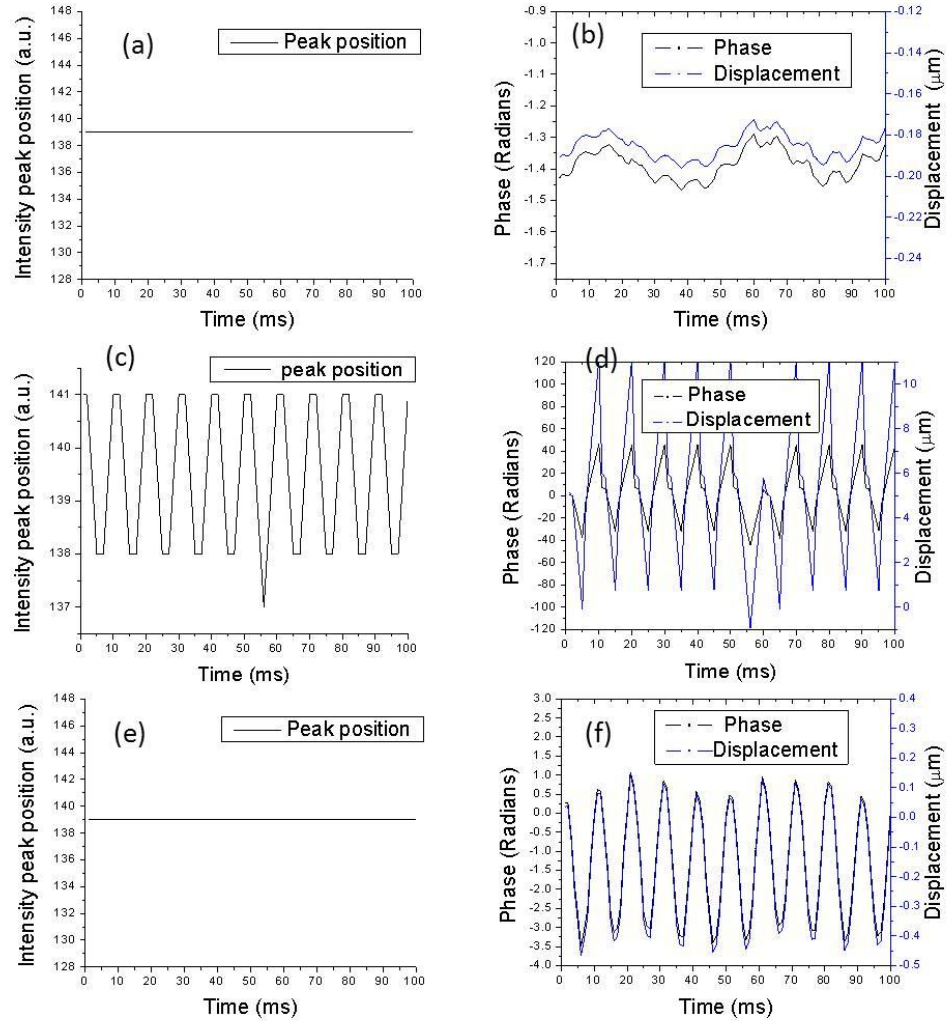 (a)
Peak position
Intensity peak position (a.u.)
148
146
144
142
140
138
136
134
132
130
128
0 10 20 30 40 50 60 70 80 90 100
Time (ms)
(b)
Phase
Displacement
Phase (Radians)
-0.9
-1.0
-1.1
-1.2
-1.3
-1.4
-1.5
-1.6
-1.7
Displacement (μm)
-0.12
-0.14
-0.16
-0.18
-0.20
-0.22
-0.24
0 10 20 30 40 50 60 70 80 90 100
Time (ms)
(c)
peak position
Intensity peak position (a.u.)
141
140
139
138
137
0 10 20 30 40 50 60 70 80 90 100
Time (ms)
(d)
Phase
Displacement
Phase (Radians)
120
100
80
60
40
20
0
-20
-40
-60
-80
-100
-120
Displacement (μm)
10
8
6
4
2
0
0 10 20 30 40 50 60 70 80 90 100
Time (ms)
(e)
Peak position
Intensity peak position (a.u.)
148
146
144
142
140
138
136
134
132
130
128
0 10 20 30 40 50 60 70 80 90 100
Time (ms)
(f)
Phase
Displacement
Phase (Radians)
3.0
2.5
2.0
1.5
1.0
0.5
0.0
-0.5
-1.0
-1.5
-2.0
-2.5
-3.0
-3.5
-4.0
Displacement (μm)
0.4
0.3
0.2
0.1
0.0
-0.1
-0.2
-0.3
-0.4
-0.5
0 10 20 30 40 50 60 70 80 90 100
Time (ms)